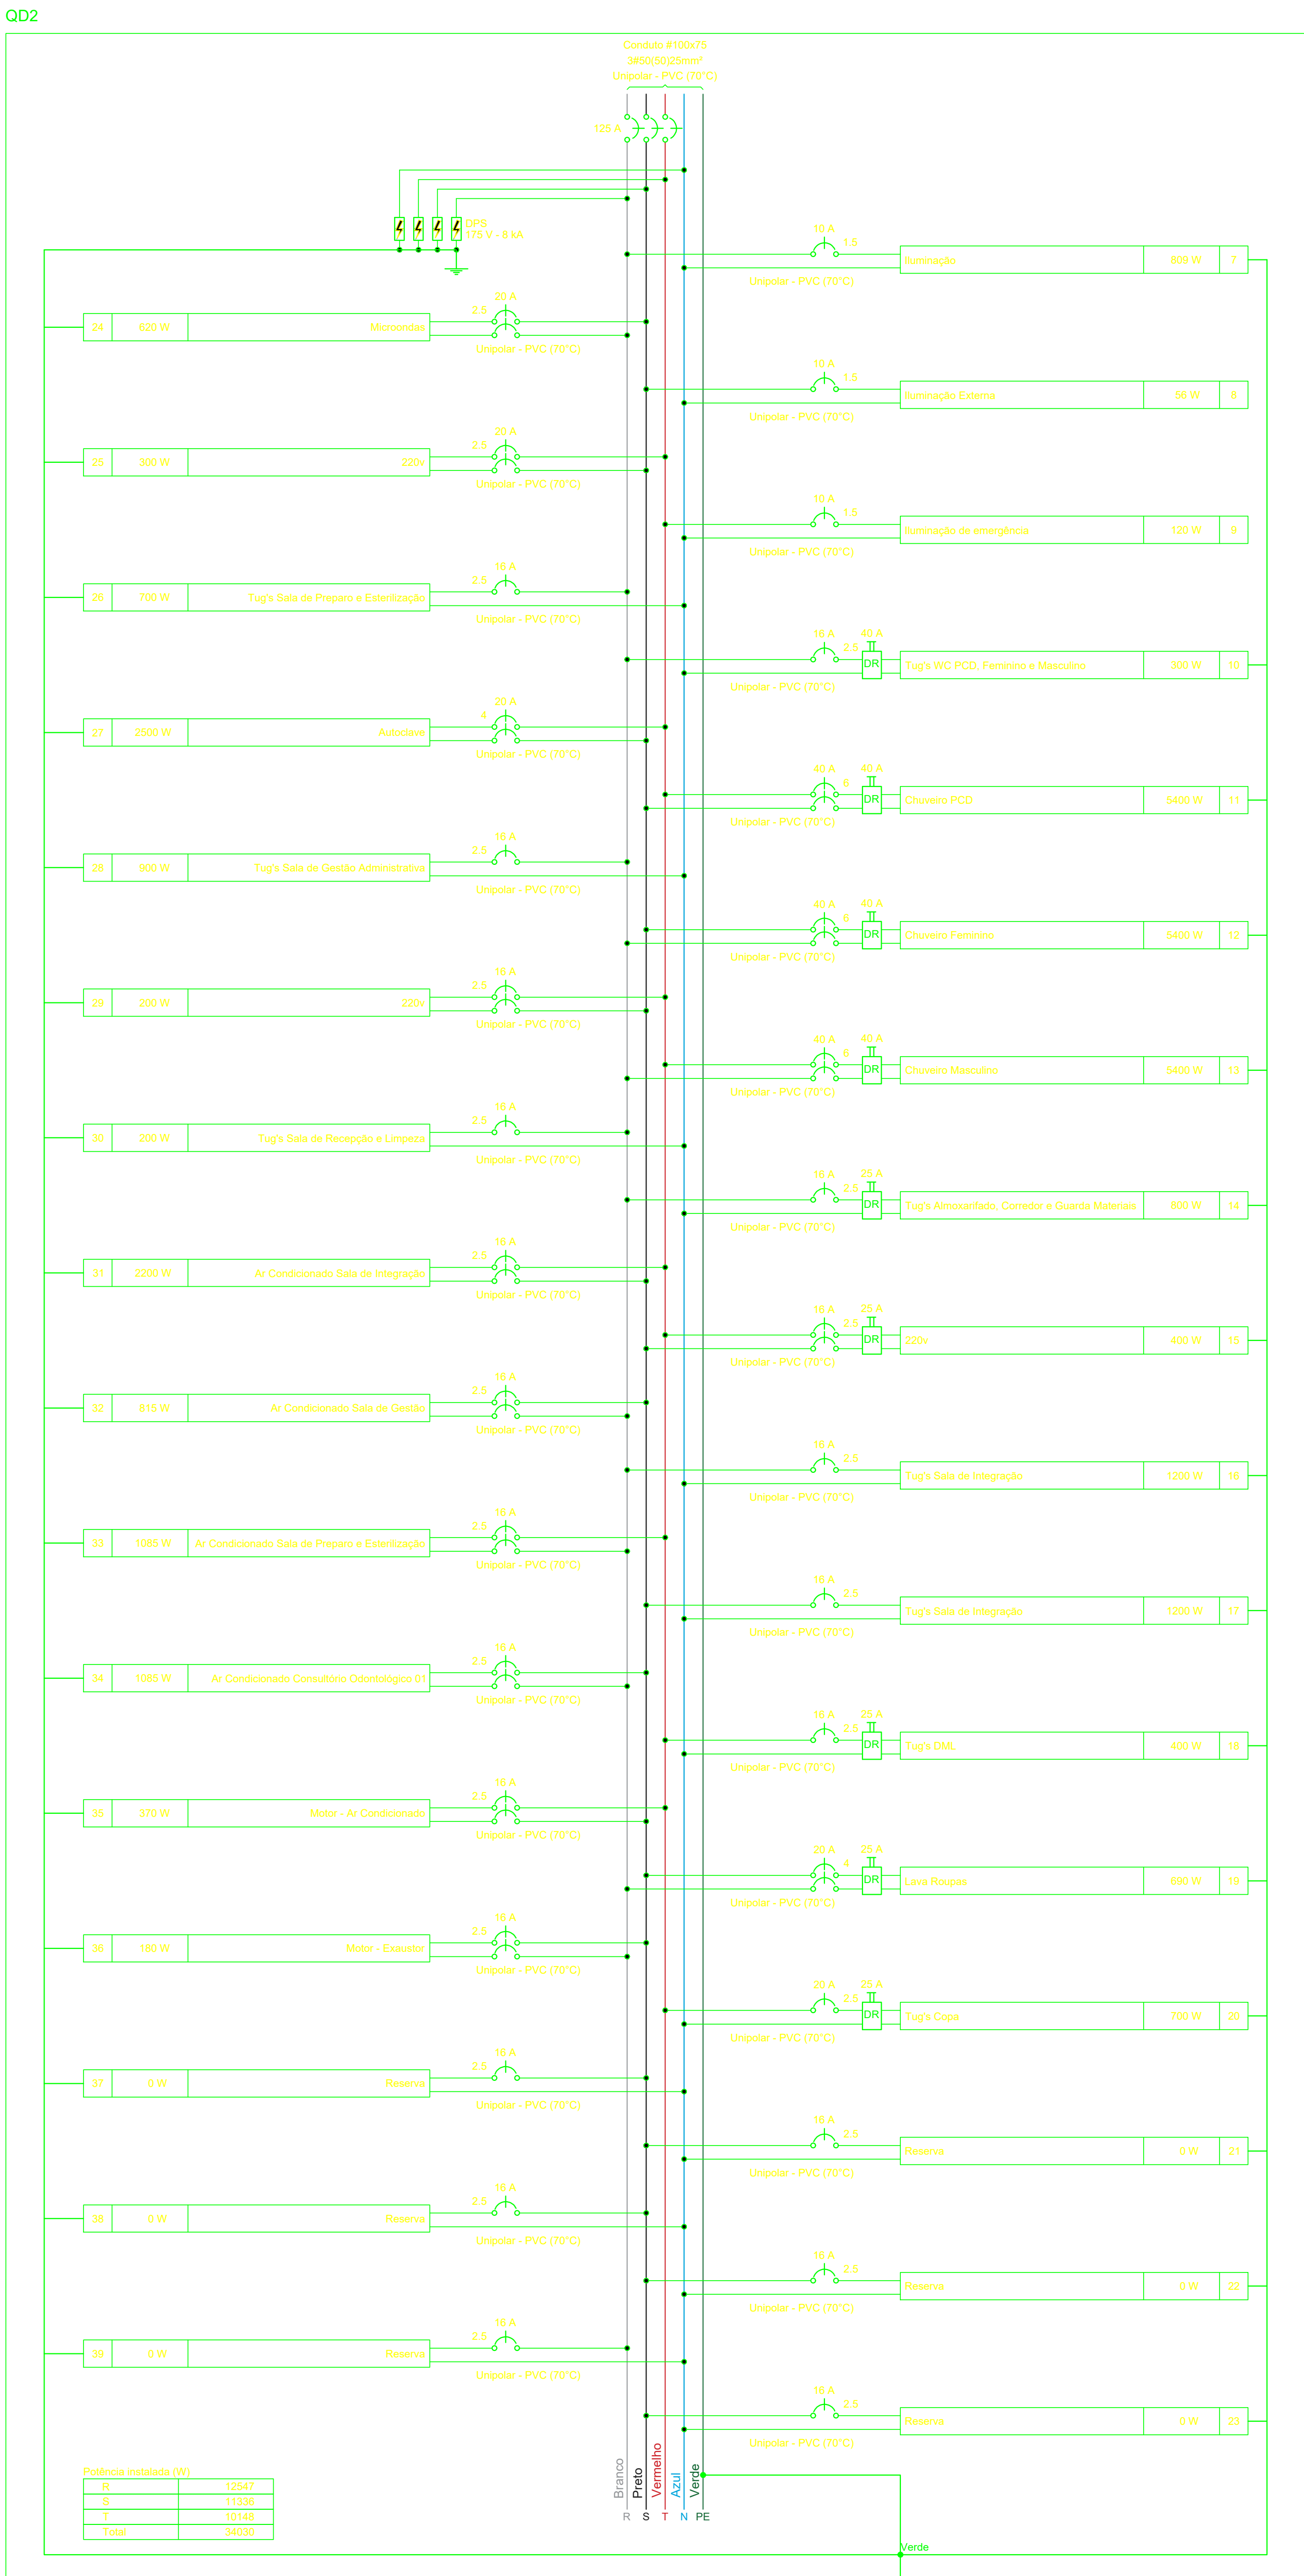 QD2
Conduto #100x75
3#50(50)25mm²
Unipolar - PVC (70°C)
125 A
DPS
175 V - 8 kA
10 A
1.5
Iluminação 809 W 7
Unipolar - PVC (70°C)
20 A
2.5
24 620 W Microondas
Unipolar - PVC (70°C)
10 A
1.5
Iluminação Externa 8
Unipolar - PVC (70°C)
20 A
2.5
25 300 W 220v
Unipolar - PVC (70°C)
10 A
1.5
Iluminação de emergência 120 W 9
Unipolar - PVC (70°C)
16 A
2.5
26 700 W Tug's Sala de Preparo e Esterilização
Unipolar - PVC (70°C)
16 A 40 A
2.5
DR
Tug's WC PCD, Feminino e Masculino 300 W 10
Unipolar - PVC (70°C)
20 A
4
27 2500 W Autoclave
Unipolar - PVC (70°C)
40 A 40 A
6
DR
Chuveiro PCD 5400 W 11
Unipolar - PVC (70°C)
16 A
2.5
28 900 W Tug's Sala de Gestão Administrativa
Unipolar - PVC (70°C)
40 A 40 A
6
DR
Chuveiro Feminino 5400 W 12
Unipolar - PVC (70°C)
16 A
2.5
29 200 W 220v
Unipolar - PVC (70°C)
40 A 40 A
6
DR
Chuveiro Masculino 5400 W 13
Unipolar - PVC (70°C)
16 A
2.5
30 200 W Tug's Sala de Recepção e Limpeza
Unipolar - PVC (70°C)
16 A 25 A
2.5
DR
Tug's Almoxarifado, Corredor e Guarda Materiais 14
Unipolar - PVC (70°C)
16 A
2.5
31 2200 W Ar Condicionado Sala de Integração
Unipolar - PVC (70°C)
16 A 25 A
2.5
DR
220v 400 W 15
Unipolar - PVC (70°C)
16 A
2.5
32 815 W Ar Condicionado Sala de Gestão
Unipolar - PVC (70°C)
16 A
2.5
Tug's Sala de Integração 1200 W 16
Unipolar - PVC (70°C)
16 A
2.5
33 1085 W Ar Condicionado Sala de Preparo e Esterilização
Unipolar - PVC (70°C)
16 A
2.5
Tug's Sala de Integração 1200 W 17
Unipolar - PVC (70°C)
16 A
2.5
34 1085 W Ar Condicionado Consultório Odontológico 01
Unipolar - PVC (70°C)
16 A 25 A
2.5
DR
Tug's DML 400 W 18
Unipolar - PVC (70°C)
16 A
2.5
35 370 W Motor - Ar Condicionado
Unipolar - PVC (70°C)
20 A 25 A
4
DR
Lava Roupas 19
Unipolar - PVC (70°C)
16 A
2.5
36 180 W Motor - Exaustor
Unipolar - PVC (70°C)
20 A 25 A
2.5
DR
Tug's Copa 700 W 20
Unipolar - PVC (70°C)
16 A
2.5
37 0 W Reserva
Unipolar - PVC (70°C)
16 A
2.5
Reserva 0 W 21
Unipolar - PVC (70°C)
16 A
2.5
38 0 W Reserva
Unipolar - PVC (70°C)
16 A
2.5
Reserva 0 W 22
Unipolar - PVC (70°C)
16 A
2.5
39 0 W Reserva
Unipolar - PVC (70°C)
16 A
2.5
Reserva 0 W 23
Unipolar - PVC (70°C)
Branco
Preto
Vermelho
Azul
Verde
R S T N PE
Potência Instalada (W)
R 12547
S 11336
T 10148
Total 34030
Verde